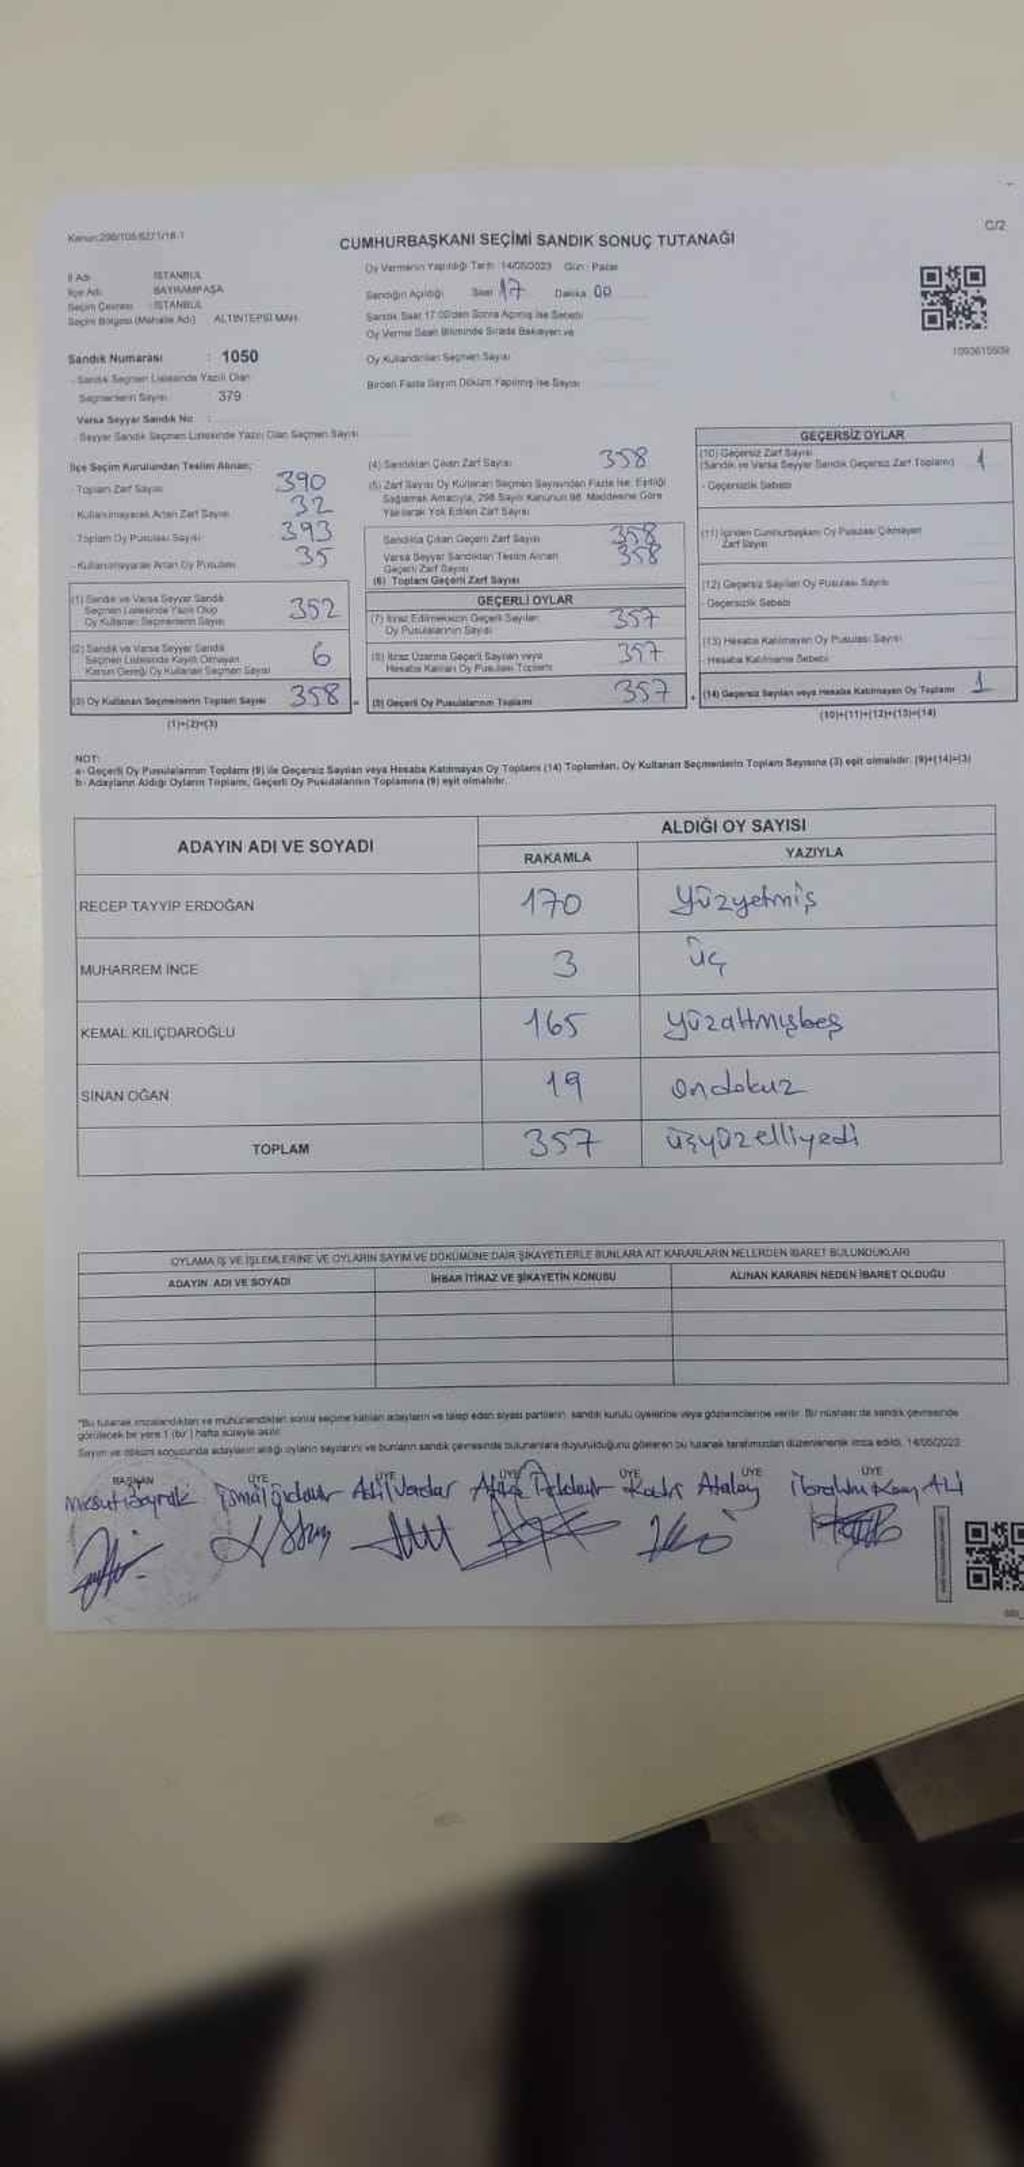 Kanun:298/105/6271/18-1
C/2
CUMHURBAŞKANI SEÇİMİ SANDIK SONUÇ TUTANAĞI
İl Adı : İSTANBUL
İlçe Adı : BAYRAMPAŞA
Seçim Çevresi : İSTANBUL
Seçim Bölgesi (Mahalle Adı) : ALTINTEPSİ MAH.
Oy Vermenin Yapıldığı Tarih : 14/05/2023 Gün : Pazar
Sandığın Açıldığı Saat 17 Dakika 00
Sandık Saat 17.00'den Sonra Açılmış İse Sebebi
Oy Verme Saati Bitiminde Sırada Bekleyen ve
Oy Kullandırılan Seçmen Sayısı
Birden Fazla Sayım Döküm Yapılmış İse Sayısı
Sandık Numarası : 1050
- Sandık Seçmen Listesinde Yazılı Olan
Seçmenlerin Sayısı : 379
Varsa Seyyar Sandık No :
- Seyyar Sandık Seçmen Listesinde Yazılı Olan Seçmen Sayısı
İlçe Seçim Kurulundan Teslim Alınan;
- Toplam Zarf Sayısı 390
- Kullanılmayarak Artan Zarf Sayısı 32
- Toplam Oy Pusulası Sayısı 393
- Kullanılmayarak Artan Oy Pusulası 35
(1) Sandık ve Varsa Seyyar Sandık
Seçmen Listesinde Yazılı Olup
Oy Kullanan Seçmenlerin Sayısı 352
(2) Sandık ve Varsa Seyyar Sandık
Seçmen Listesinde Kayıtlı Olmayan
Kanun Gereği Oy Kullanan Seçmen Sayısı 6
(3) Oy Kullanan Seçmenlerin Toplam Sayısı 358
(1)+(2)=(3)
(4) Sandıktan Çıkan Zarf Sayısı 358
(5) Zarf Sayısı Oy Kullanan Seçmen Sayısından Fazla İse, Eşitliği
Sağlamak Amacıyla, 298 Sayılı Kanunun 98. Maddesine Göre
Yakılarak Yok Edilen Zarf Sayısı
Sandıkta Çıkan Geçerli Zarf Sayısı 358
Varsa Seyyar Sandıktan Teslim Alınan
Geçerli Zarf Sayısı
(6) Toplam Geçerli Zarf Sayısı 358
GEÇERLİ OYLAR
(7) İtiraz Edilmeksizin Geçerli Sayılan
Oy Pusulalarının Sayısı 357
(8) İtiraz Üzerine Geçerli Sayılan veya
Hesaba Katılan Oy Pusulası Toplamı 357
(9) Geçerli Oy Pusulalarının Toplamı 357
GEÇERSİZ OYLAR
(10) Geçersiz Zarf Sayısı
(Sandık ve Varsa Seyyar Sandık Geçersiz Zarf Toplamı) 1
- Geçersizlik Sebebi
(11) İçinden Cumhurbaşkanı Oy Pusulası Çıkmayan
Zarf Sayısı
(12) Geçersiz Sayılan Oy Pusulası Sayısı
- Geçersizlik Sebebi
(13) Hesaba Katılmayan Oy Pusulası Sayısı
- Hesaba Katılmama Sebebi
(14) Geçersiz Sayılan veya Hesaba Katılmayan Oy Toplamı 1
(10)+(11)+(12)+(13)=(14)
NOT:
a- Geçerli Oy Pusulalarının Toplamı (9) ile Geçersiz Sayılan veya Hesaba Katılmayan Oy Toplamı (14) Toplamları, Oy Kullanan Seçmenlerin Toplam Sayısına (3) eşit olmalıdır. (9)+(14)=(3)
b- Adayların Aldığı Oyların Toplamı, Geçerli Oy Pusulalarının Toplamına (9) eşit olmalıdır.
ADAYIN ADI VE SOYADI
ALDIĞI OY SAYISI
RAKAMLA YAZIYLA
RECEP TAYYİP ERDOĞAN 170 yüzyetmiş
MUHARREM İNCE 3 üç
KEMAL KILIÇDAROĞLU 165 yüzaltmışbeş
SİNAN OĞAN 19 ondokuz
TOPLAM 357 üçyüzelliyedi
OYLAMA İŞ VE İŞLEMLERİNE VE OYLARIN SAYIM VE DÖKÜMÜNE DAİR ŞİKAYETLERLE BUNLARA AİT KARARLARIN NELERDEN İBARET BULUNDUKLARI
ADAYIN ADI VE SOYADI İHBAR İTİRAZ VE ŞİKAYETİN KONUSU ALINAN KARARIN NEDEN İBARET OLDUĞU
"Bu tutanak imzalandıktan ve mühürlendikten sonra seçime katılan adayların ve talep eden siyasi partilerin sandık kurulu üyelerine veya gözlemcilerine verilir. Bir nüshası da sandık çevresinde
görülecek bir yere 1 (bir) hafta süreyle asılır.
Sayım ve döküm sonucunda adayların aldığı oyların sayılarını ve bunların sandık çevresinde bulunanlara duyurulduğunu gösteren bu tutanak tarafımızdan düzenlenerek imza edildi. 14/05/2023
BAŞKAN ÜYE ÜYE ÜYE ÜYE ÜYE ÜYE
Mesut Bayrak İsmail Adil Vardar Kadir Atalay